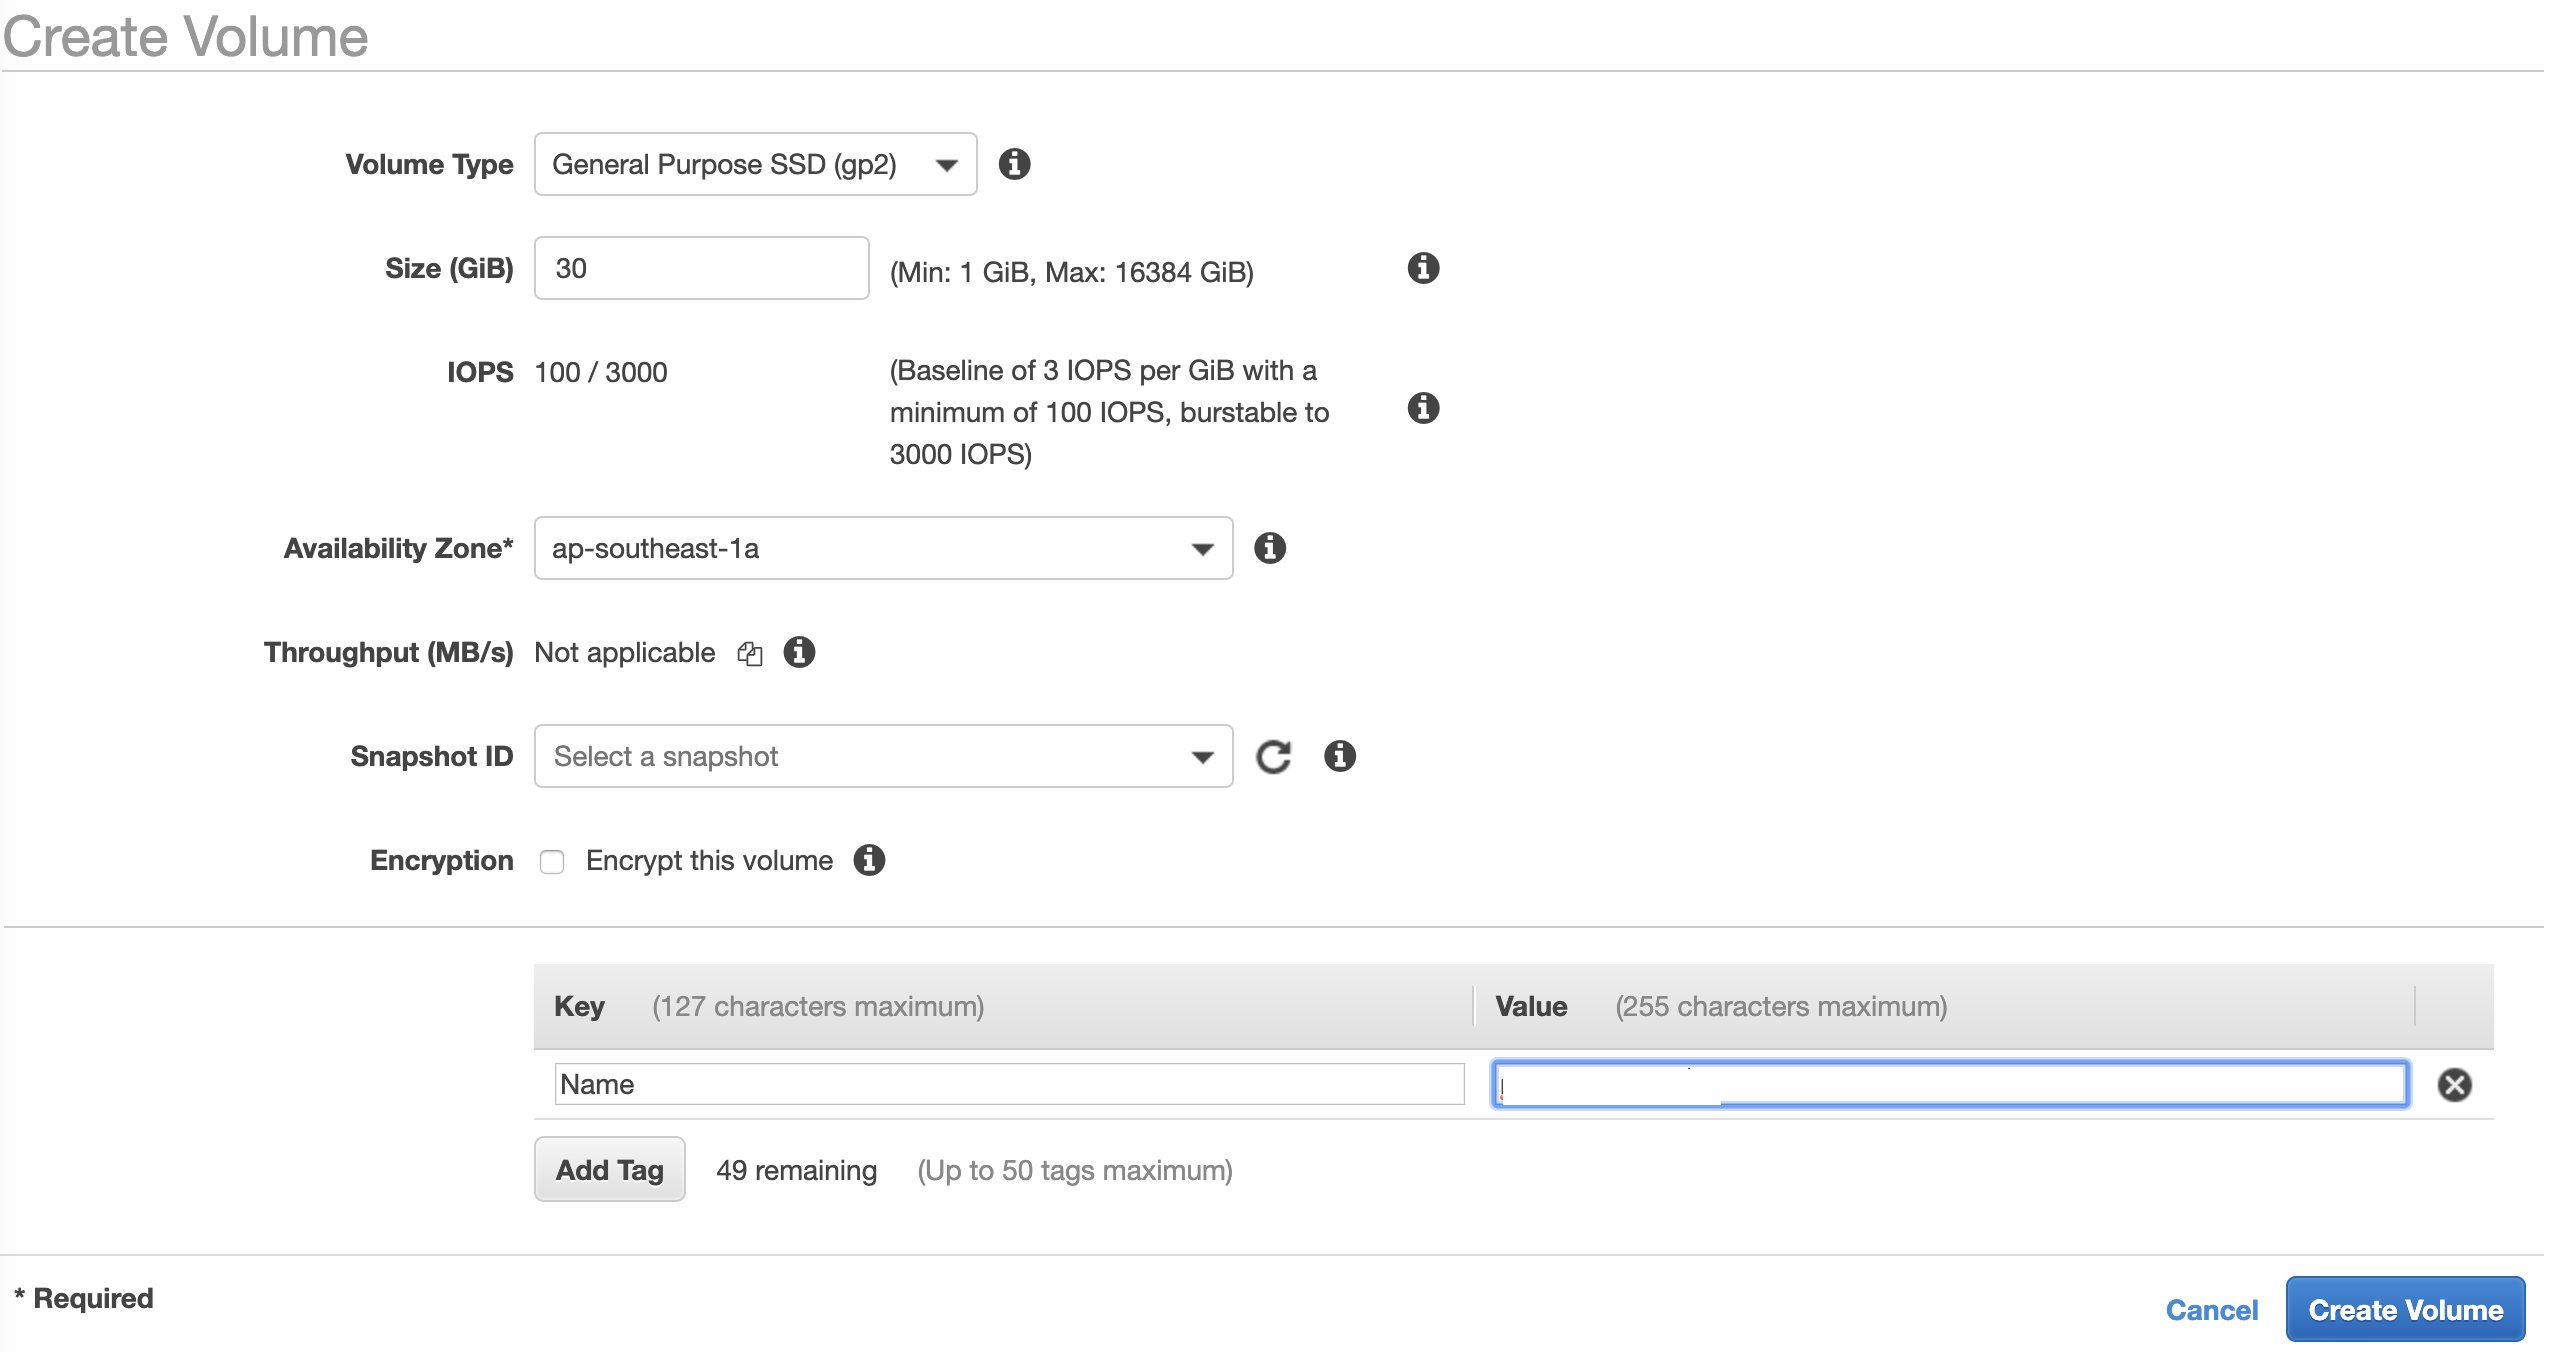 Create Volume
Volume Type General Purpose SSD (gp2)
Size (GiB) 30 (Min: 1 GiB, Max: 16384 GiB)
IOPS 100 / 3000 (Baseline of 3 IOPS per GiB with a
minimum of 100 IOPS, burstable to
3000 IOPS)
Availability Zone* ap-southeast-1a
Throughput (MB/s) Not applicable
Snapshot ID Select a snapshot
Encryption Encrypt this volume
Key (127 characters maximum) Value (255 characters maximum)
Name
Add Tag 49 remaining (Up to 50 tags maximum)
* Required
Cancel Create Volume